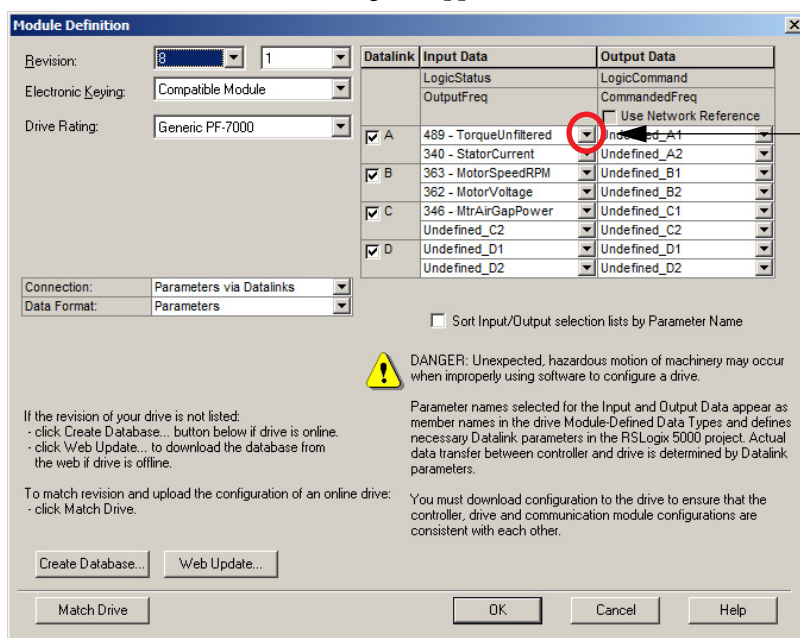 Module Definition
Revision: 8 1
Electronic Keying: Compatible Module
Drive Rating: Generic PF-7000
Datalink Input Data Output Data
LogicStatus LogicCommand
OutputFreq CommandedFreq
Use Network Reference
A 489 - TorqueUnfiltered Undefined_A1
340 - StatorCurrent Undefined_A2
B 363 - MotorSpeedRPM Undefined_B1
362 - MotorVoltage Undefined_B2
C 346 - MtrAirGapPower Undefined_C1
Undefined_C2 Undefined_C2
D Undefined_D1 Undefined_D1
Undefined_D2 Undefined_D2
Connection: Parameters via Datalinks
Data Format: Parameters
Sort Input/Output selection lists by Parameter Name
DANGER: Unexpected, hazardous motion of machinery may occur
when improperly using software to configure a drive.
If the revision of your drive is not listed:
- click Create Database... button below if drive is online.
- click Web Update... to download the database from
the web if drive is offline.
To match revision and upload the configuration of an online drive:
- click Match Drive.
Parameter names selected for the Input and Output Data appear as
member names in the drive Module-Defined Data Types and defines
necessary Datalink parameters in the RSLogix 5000 project. Actual
data transfer between controller and drive is determined by Datalink
parameters.
You must download configuration to the drive to ensure that the
controller, drive and communication module configurations are
consistent with each other.
Create Database... Web Update...
Match Drive OK Cancel Help